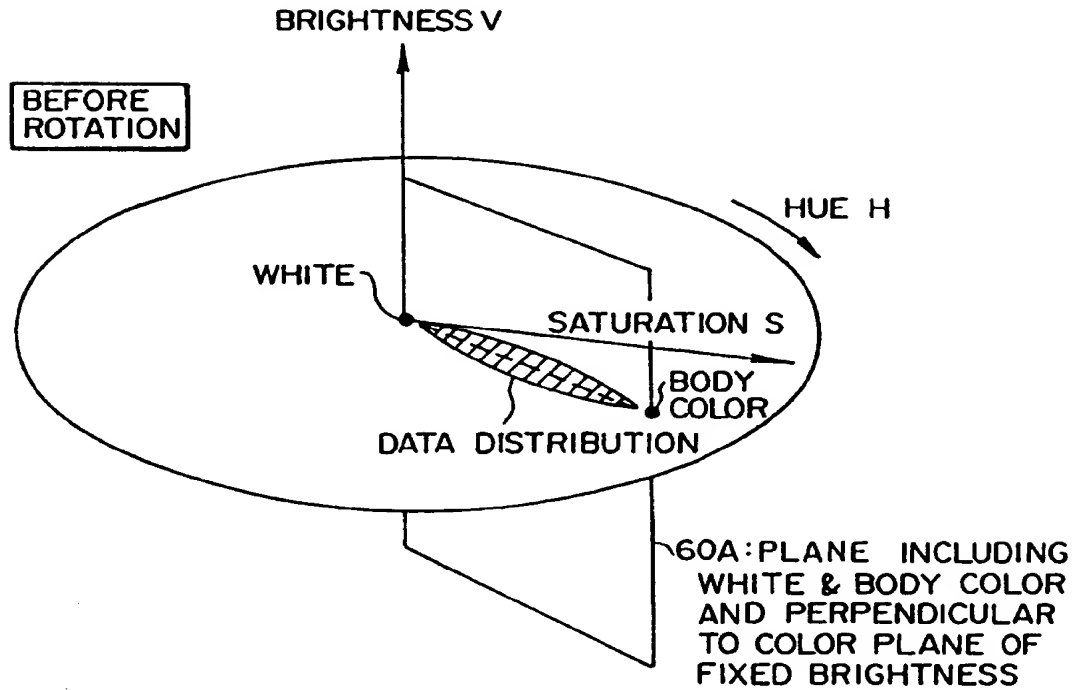 BRIGHTNESS V
BEFORE
ROTATION
HUE H
WHITE
SATURATION S
BODY
COLOR
DATA DISTRIBUTION
60A: PLANE INCLUDING
WHITE & BODY COLOR
AND PERPENDICULAR
TO COLOR PLANE OF
FIXED BRIGHTNESS